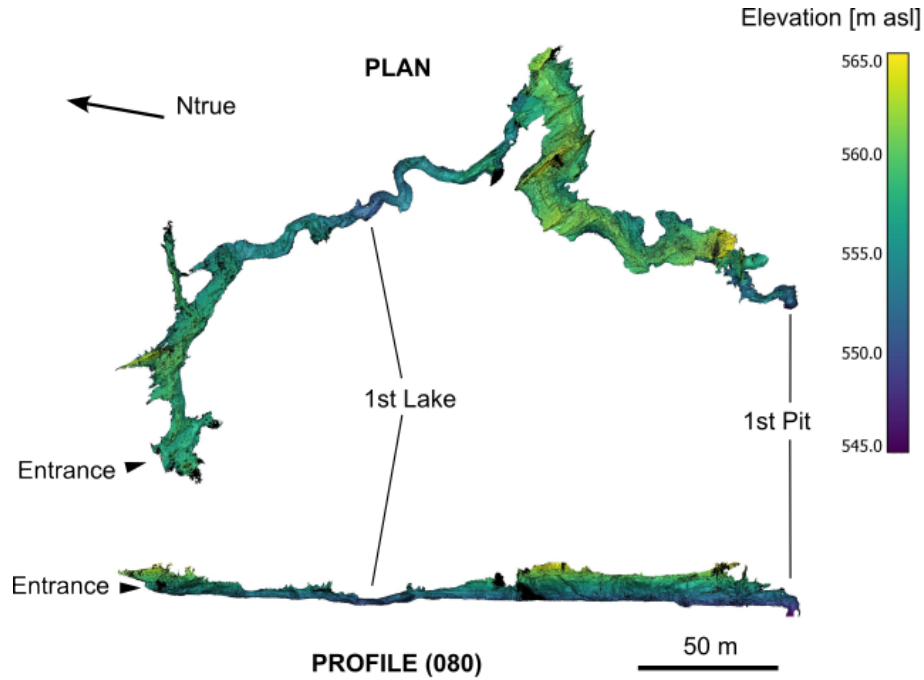 Elevation [m asl]
PLAN
Ntrue
565.0
560.0
555.0
550.0
545.0
1st Lake
1st Pit
Entrance
Entrance
50 m
PROFILE (080)